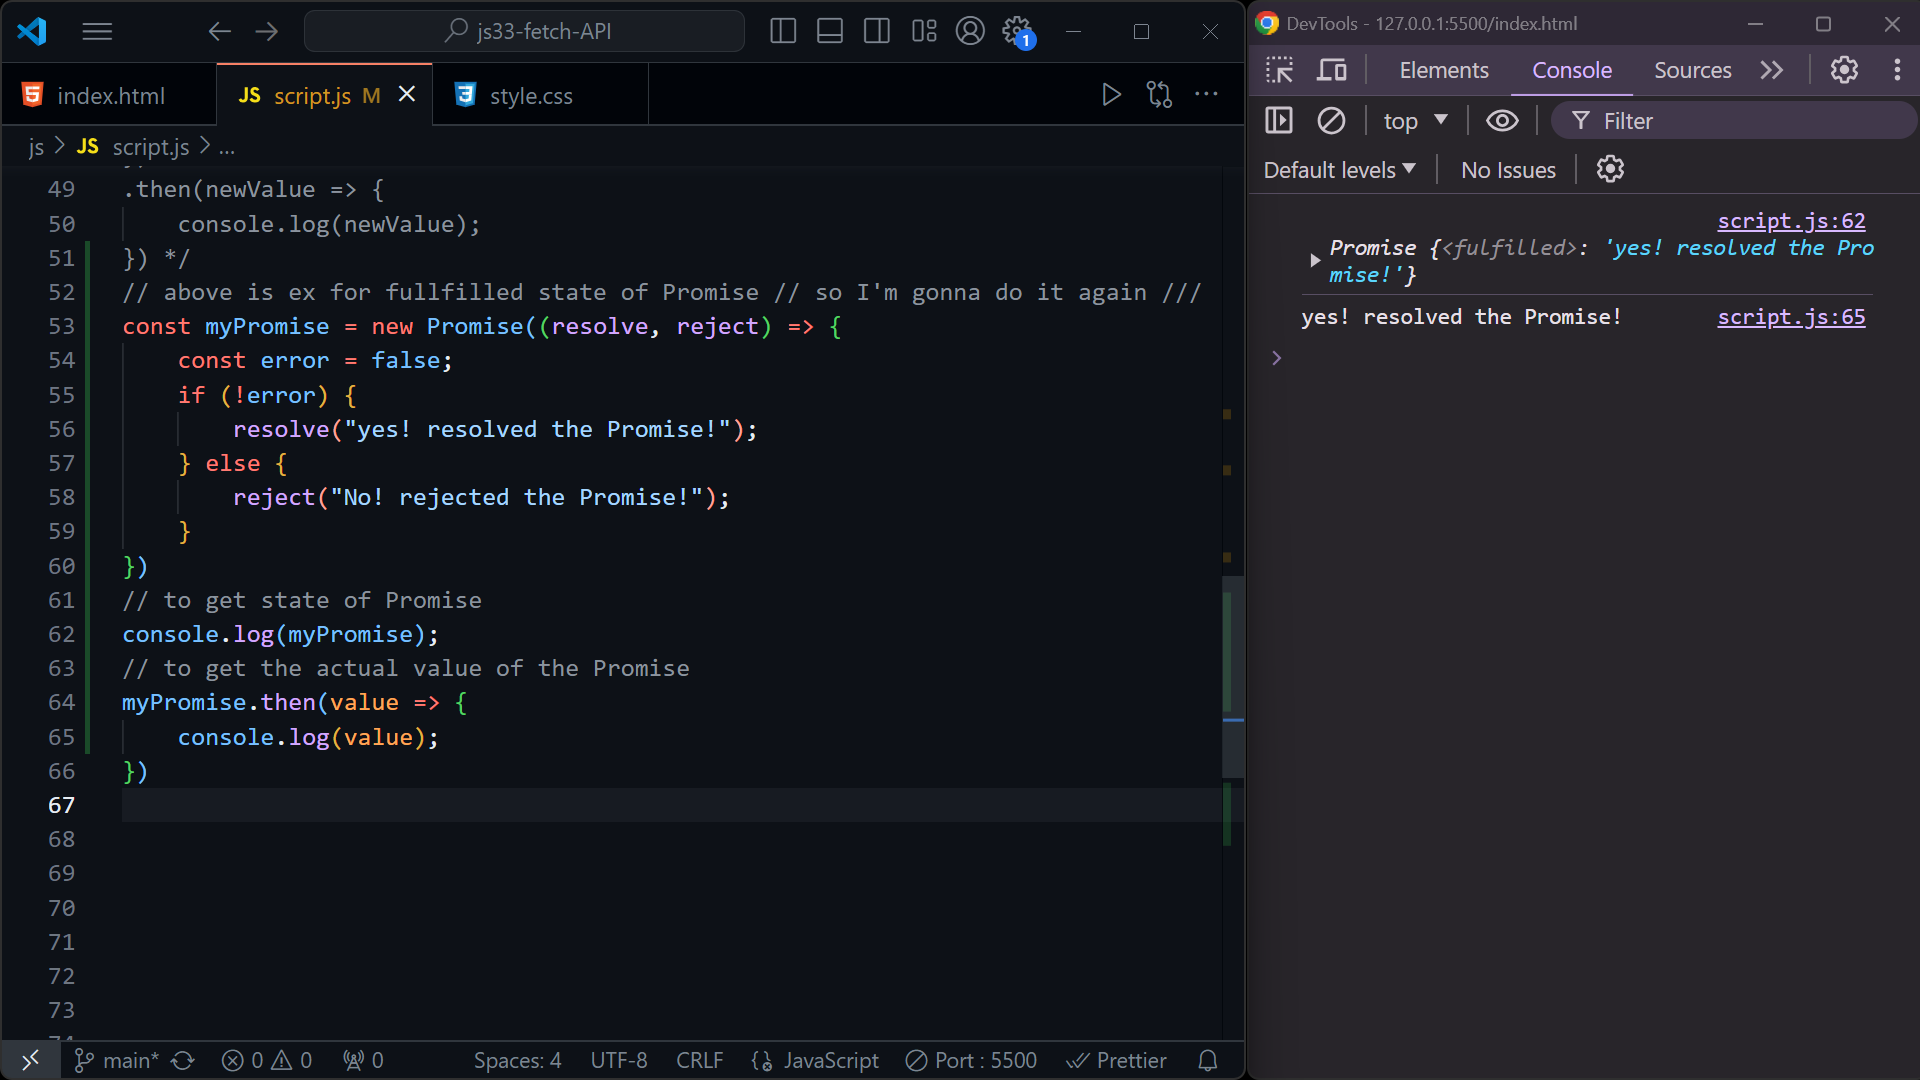 js33-fetch-API
1
index.html
JS script.js M
style.css
js > JS script.js > ...
49 .then(newValue => {
50 console.log(newValue);
51 }) */
52 // above is ex for fullfilled state of Promise // so I'm gonna do it again ///
53 const myPromise = new Promise((resolve, reject) => {
54 const error = false;
55 if (!error) {
56 resolve("yes! resolved the Promise!");
57 } else {
58 reject("No! rejected the Promise!");
59 }
60 })
61 // to get state of Promise
62 console.log(myPromise);
63 // to get the actual value of the Promise
64 myPromise.then(value => {
65 console.log(value);
66 })
67
68
69
70
71
72
73
main* 0 0 0 Spaces: 4 UTF-8 CRLF JavaScript Port : 5500 Prettier
DevTools - 127.0.0.1:5500/index.html
Elements Console Sources
top Filter
Default levels No Issues
script.js:62
Promise {<fulfilled>: 'yes! resolved the Pro
mise!'}
yes! resolved the Promise! script.js:65